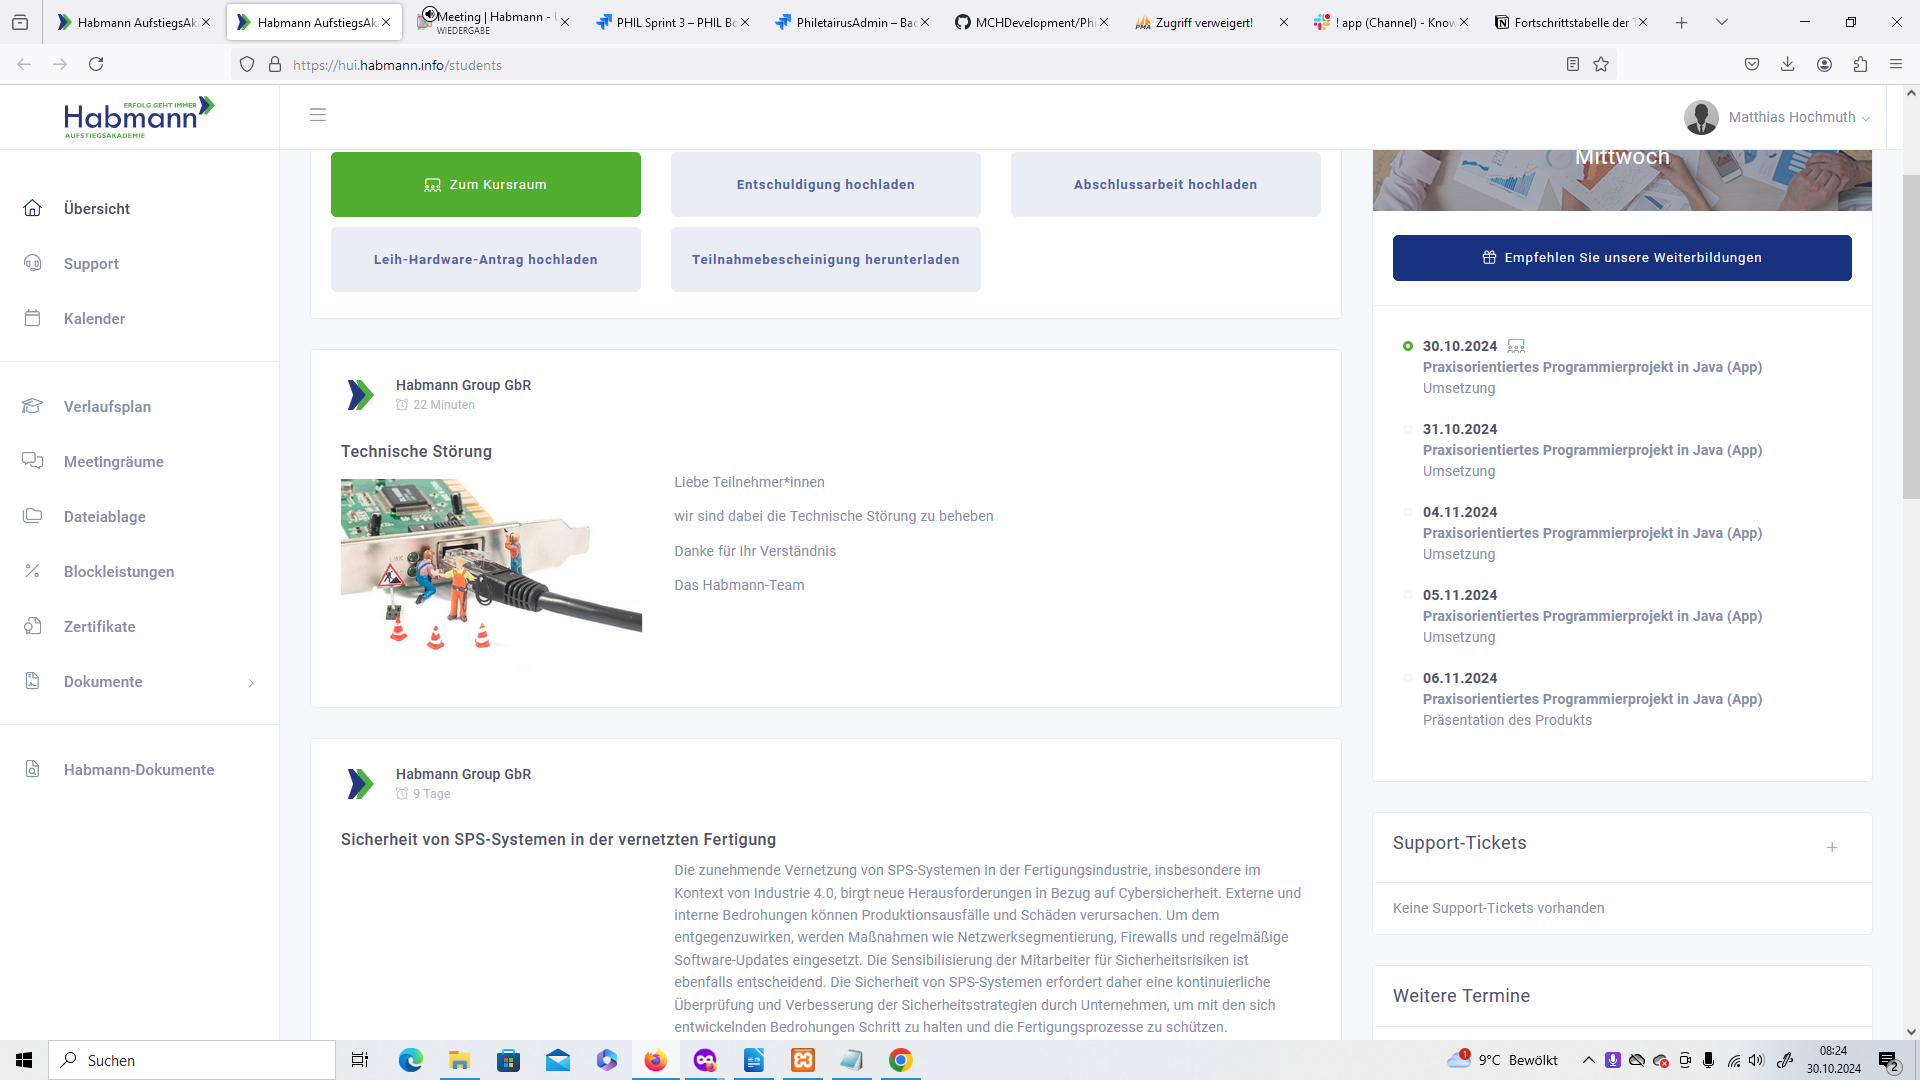 Habmann AufstiegsAk
Habmann AufstiegsAk
Meeting | Habmann -
WIEDERGABE
PHIL Sprint 3 – PHIL Bo
PhiletairusAdmin – Bac
MCHDevelopment/Phi
Zugriff verweigert!
! app (Channel) - Know
Fortschrittstabelle der
https://hui.habmann.info/students
ERFOLG GEHT IMMER
Habmann
AUFSTIEGSAKADEMIE
Matthias Hochmuth
Übersicht
Support
Kalender
Verlaufsplan
Meetingräume
Dateiablage
Blockleistungen
Zertifikate
Dokumente
Habmann-Dokumente
Zum Kursraum
Entschuldigung hochladen
Abschlussarbeit hochladen
Leih-Hardware-Antrag hochladen
Teilnahmebescheinigung herunterladen
Habmann Group GbR
22 Minuten
Technische Störung
Liebe Teilnehmer*innen
wir sind dabei die Technische Störung zu beheben
Danke für Ihr Verständnis
Das Habmann-Team
Habmann Group GbR
9 Tage
Sicherheit von SPS-Systemen in der vernetzten Fertigung
Die zunehmende Vernetzung von SPS-Systemen in der Fertigungsindustrie, insbesondere im
Kontext von Industrie 4.0, birgt neue Herausforderungen in Bezug auf Cybersicherheit. Externe und
interne Bedrohungen können Produktionsausfälle und Schäden verursachen. Um dem
entgegenzuwirken, werden Maßnahmen wie Netzwerksegmentierung, Firewalls und regelmäßige
Software-Updates eingesetzt. Die Sensibilisierung der Mitarbeiter für Sicherheitsrisiken ist
ebenfalls entscheidend. Die Sicherheit von SPS-Systemen erfordert daher eine kontinuierliche
Überprüfung und Verbesserung der Sicherheitsstrategien durch Unternehmen, um mit den sich
entwickelnden Bedrohungen Schritt zu halten und die Fertigungsprozesse zu schützen.
Mittwoch
Empfehlen Sie unsere Weiterbildungen
30.10.2024
Praxisorientiertes Programmierprojekt in Java (App)
Umsetzung
31.10.2024
Praxisorientiertes Programmierprojekt in Java (App)
Umsetzung
04.11.2024
Praxisorientiertes Programmierprojekt in Java (App)
Umsetzung
05.11.2024
Praxisorientiertes Programmierprojekt in Java (App)
Umsetzung
06.11.2024
Praxisorientiertes Programmierprojekt in Java (App)
Präsentation des Produkts
Support-Tickets
Keine Support-Tickets vorhanden
Weitere Termine
Suchen
1
9°C Bewölkt
08:24
30.10.2024
2